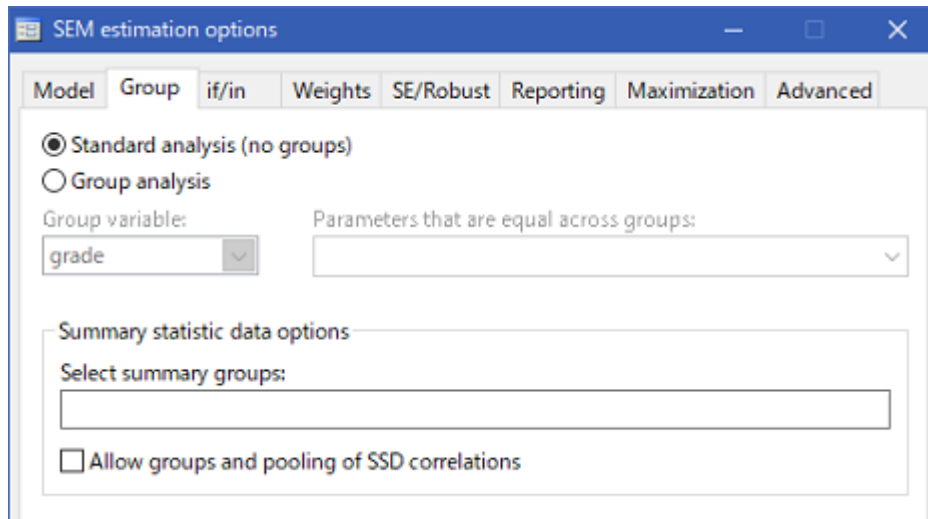 SEM estimation options
Model Group if/in Weights SE/Robust Reporting Maximization Advanced
Standard analysis (no groups)
Group analysis
Group variable: Parameters that are equal across groups:
grade
Summary statistic data options
Select summary groups:
Allow groups and pooling of SSD correlations